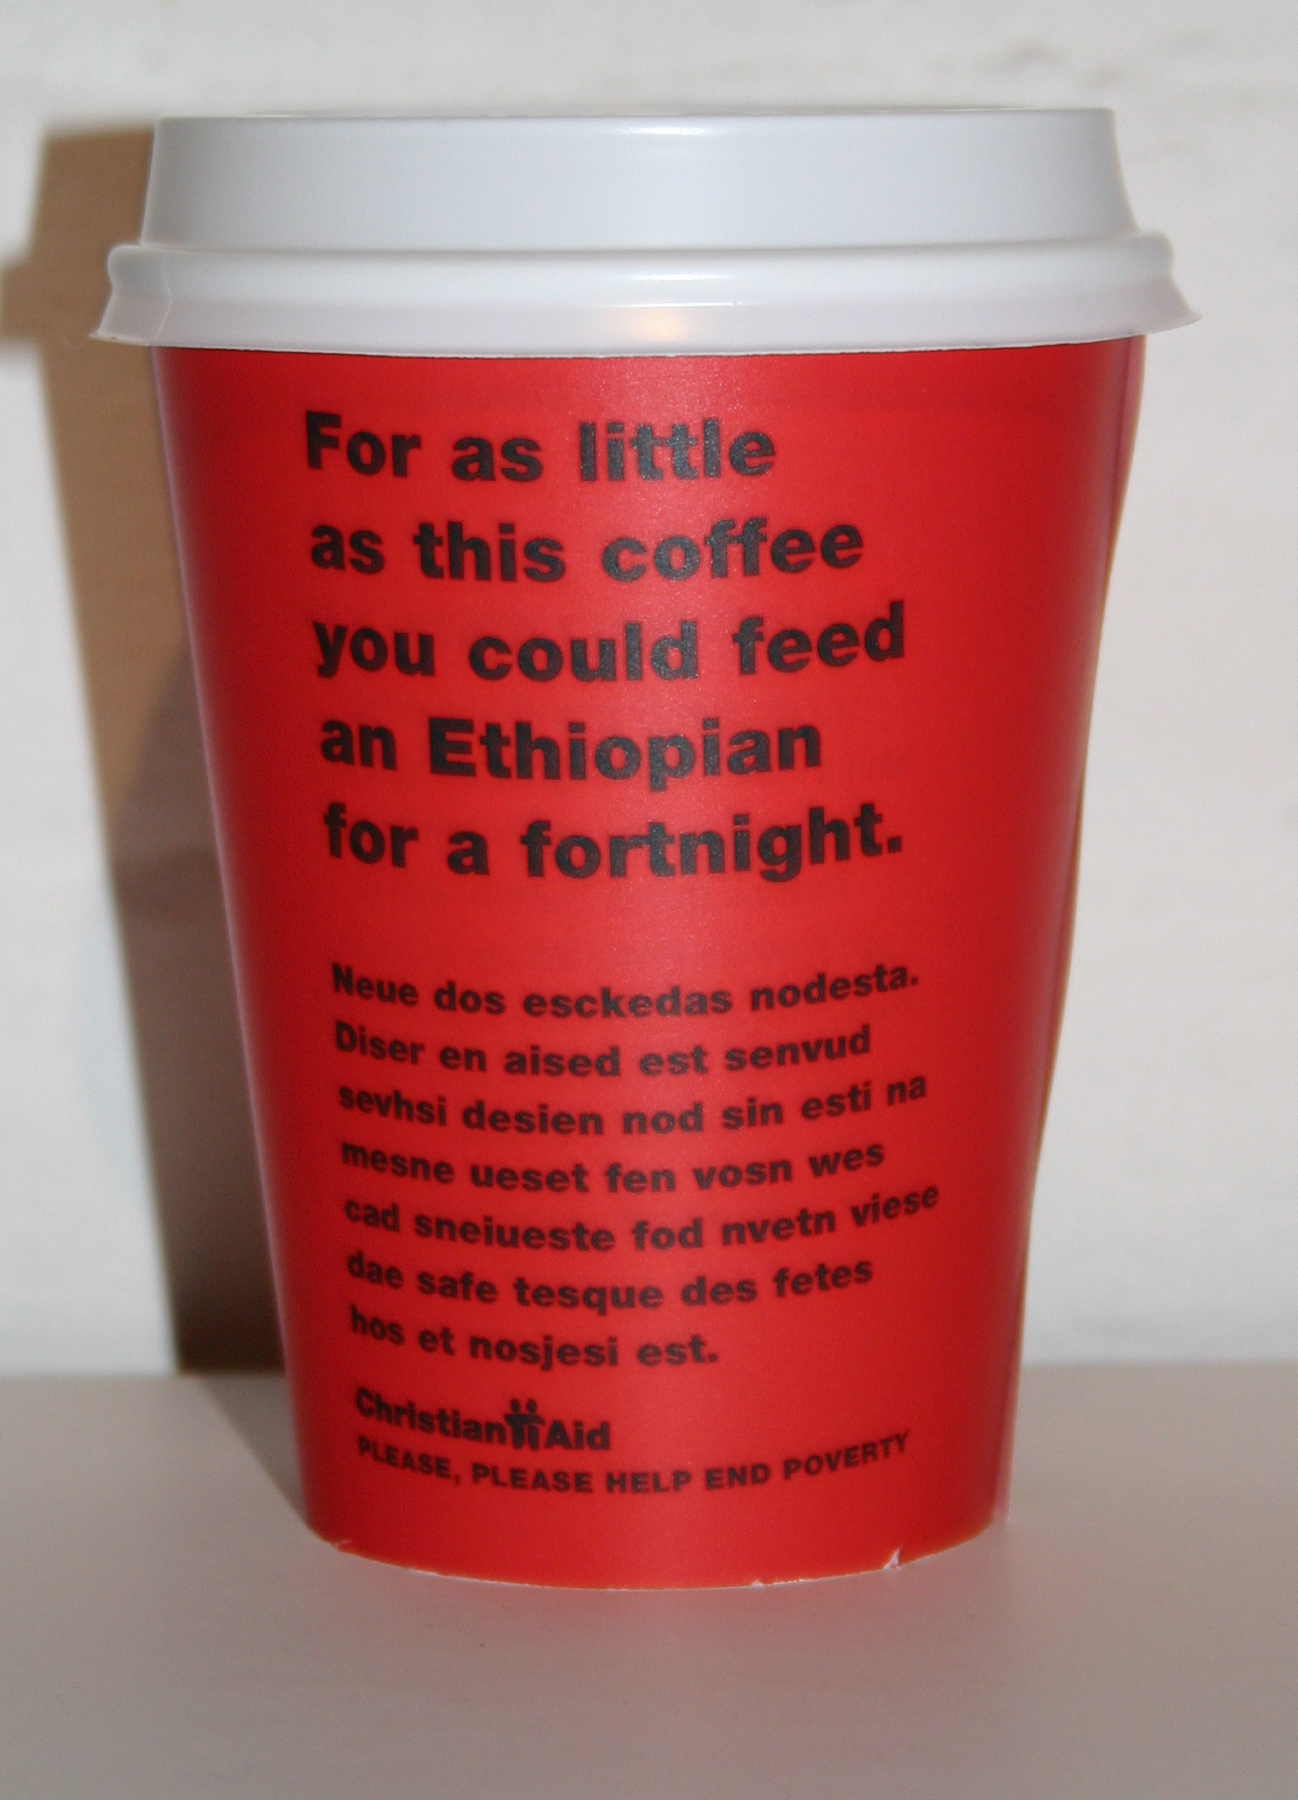 For as little
as this coffee
you could feed
an Ethiopian
for a fortnight.
Neue dos esckedas nodesta.
Diser en aised est senvud
sevhsi desien nod sin esti na
mesne ueset fen vosn wes
cad sneiueste fod nvetn viese
dae safe tesque des fetes
hos et nosjesi est.
Christian Aid
PLEASE, PLEASE HELP END POVERTY